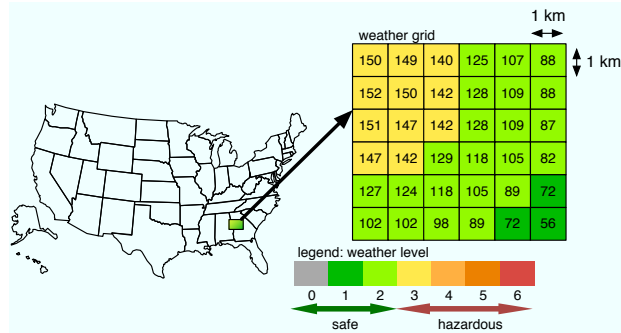 1 km
weather grid
150 149 140 125 107 88
1 km
152 150 142 128 109 88
151 147 142 128 109 87
147 142 129 118 105 82
127 124 118 105 89 72
102 102 98 89 72 56
legend: weather level
0 1 2 3 4 5 6
safe hazardous